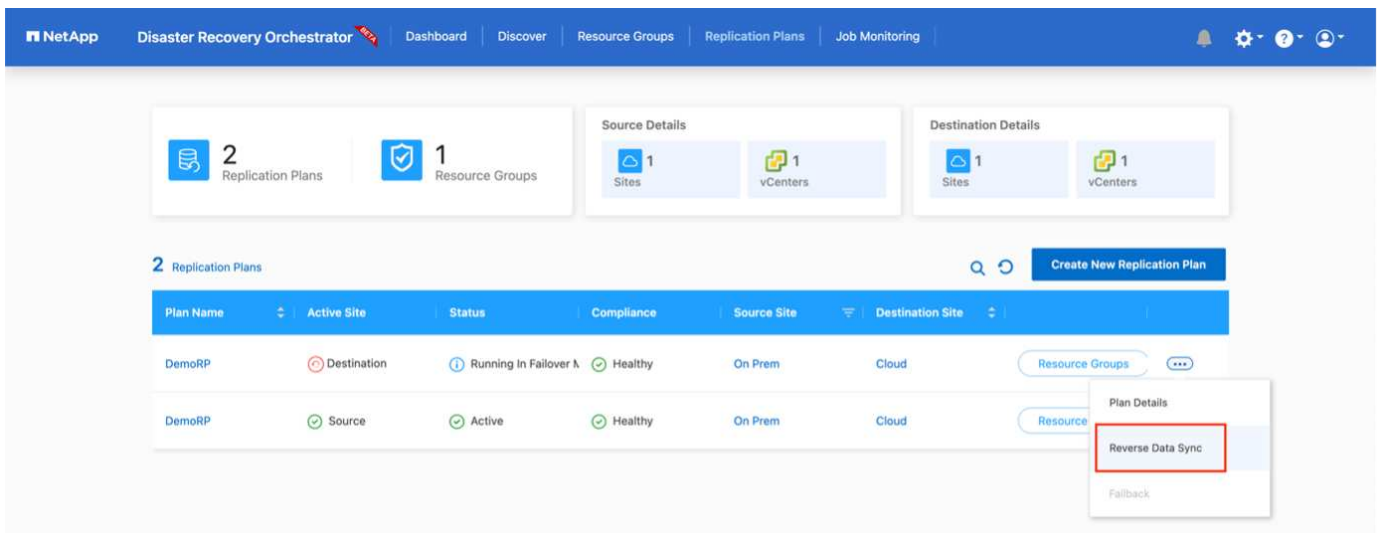 NetApp Disaster Recovery Orchestrator BETA Dashboard Discover Resource Groups Replication Plans Job Monitoring
Source Details Destination Details
2 Replication Plans 1 Resource Groups
1 Sites 1 vCenters 1 Sites 1 vCenters
2 Replication Plans Create New Replication Plan
Plan Name Active Site Status Compliance Source Site Destination Site
DemoRP Destination Running In Failover Healthy On Prem Cloud Resource Groups
DemoRP Source Active Healthy On Prem Cloud Resource
Plan Details
Reverse Data Sync
Failback